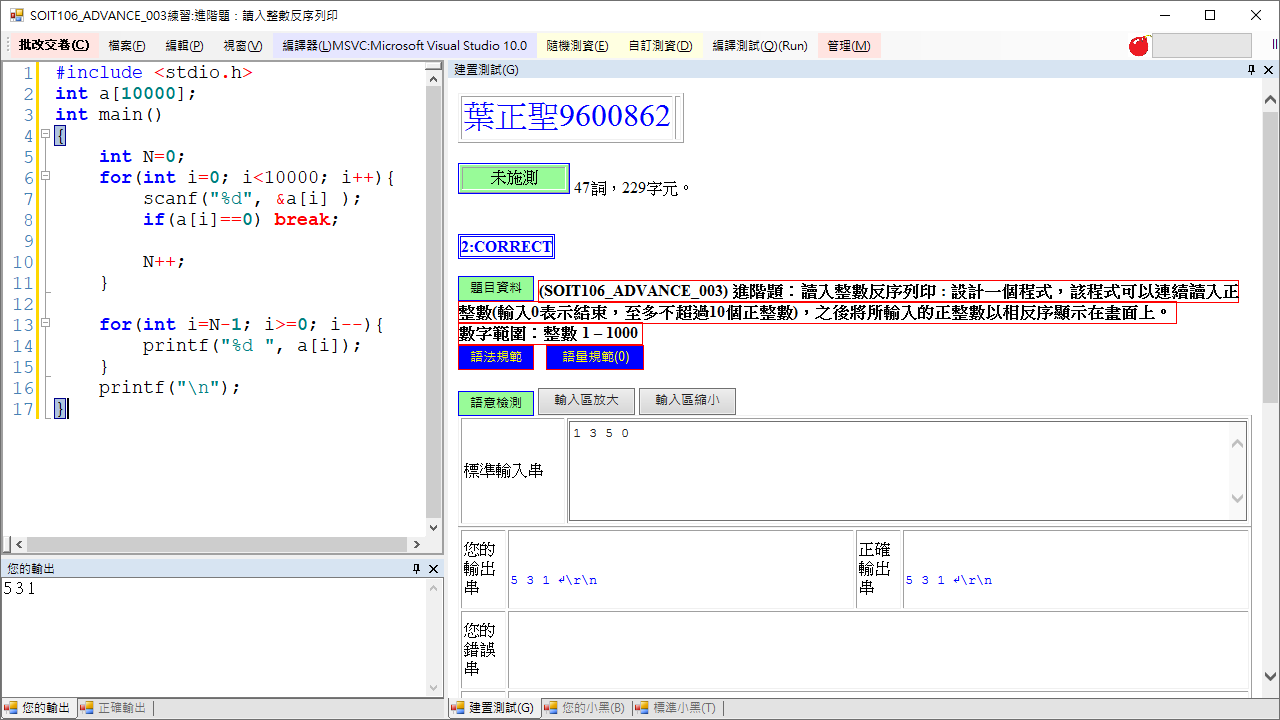 SOIT106_ADVANCE_003練習:進階題：讀入整數反序列印
批改交卷(C) 檔案(F) 編輯(P) 視窗(V) 編譯器(L)MSVC:Microsoft Visual Studio 10.0 隨機測資(E) 自訂測資(D) 編譯測試(Q)(Run) 管理(M)
1 #include <stdio.h>
2 int a[10000];
3 int main()
4 {
5 int N=0;
6 for(int i=0; i<10000; i++){
7 scanf("%d", &a[i] );
8 if(a[i]==0) break;
9
10 N++;
11 }
12
13 for(int i=N-1; i>=0; i--){
14 printf("%d ", a[i]);
15 }
16 printf("\n");
17 }
您的輸出
5 3 1
您的輸出 正確輸出
建置測試(G)
葉正聖9600862
未施測 47詞，229字元。
2:CORRECT
題目資料 (SOIT106_ADVANCE_003) 進階題：讀入整數反序列印 : 設計一個程式，該程式可以連續讀入正
整數(輸入0表示結束，至多不超過10個正整數)，之後將所輸入的正整數以相反序顯示在畫面上。
數字範圍：整數 1 – 1000
語法規範 語量規範(0)
語意檢測 輸入區放大 輸入區縮小
標準輸入串 1 3 5 0
您的輸出串 5 3 1 ↲\r\n 正確輸出串 5 3 1 ↲\r\n
您的錯誤串
建置測試(G) 您的小黑(B) 標準小黑(T)